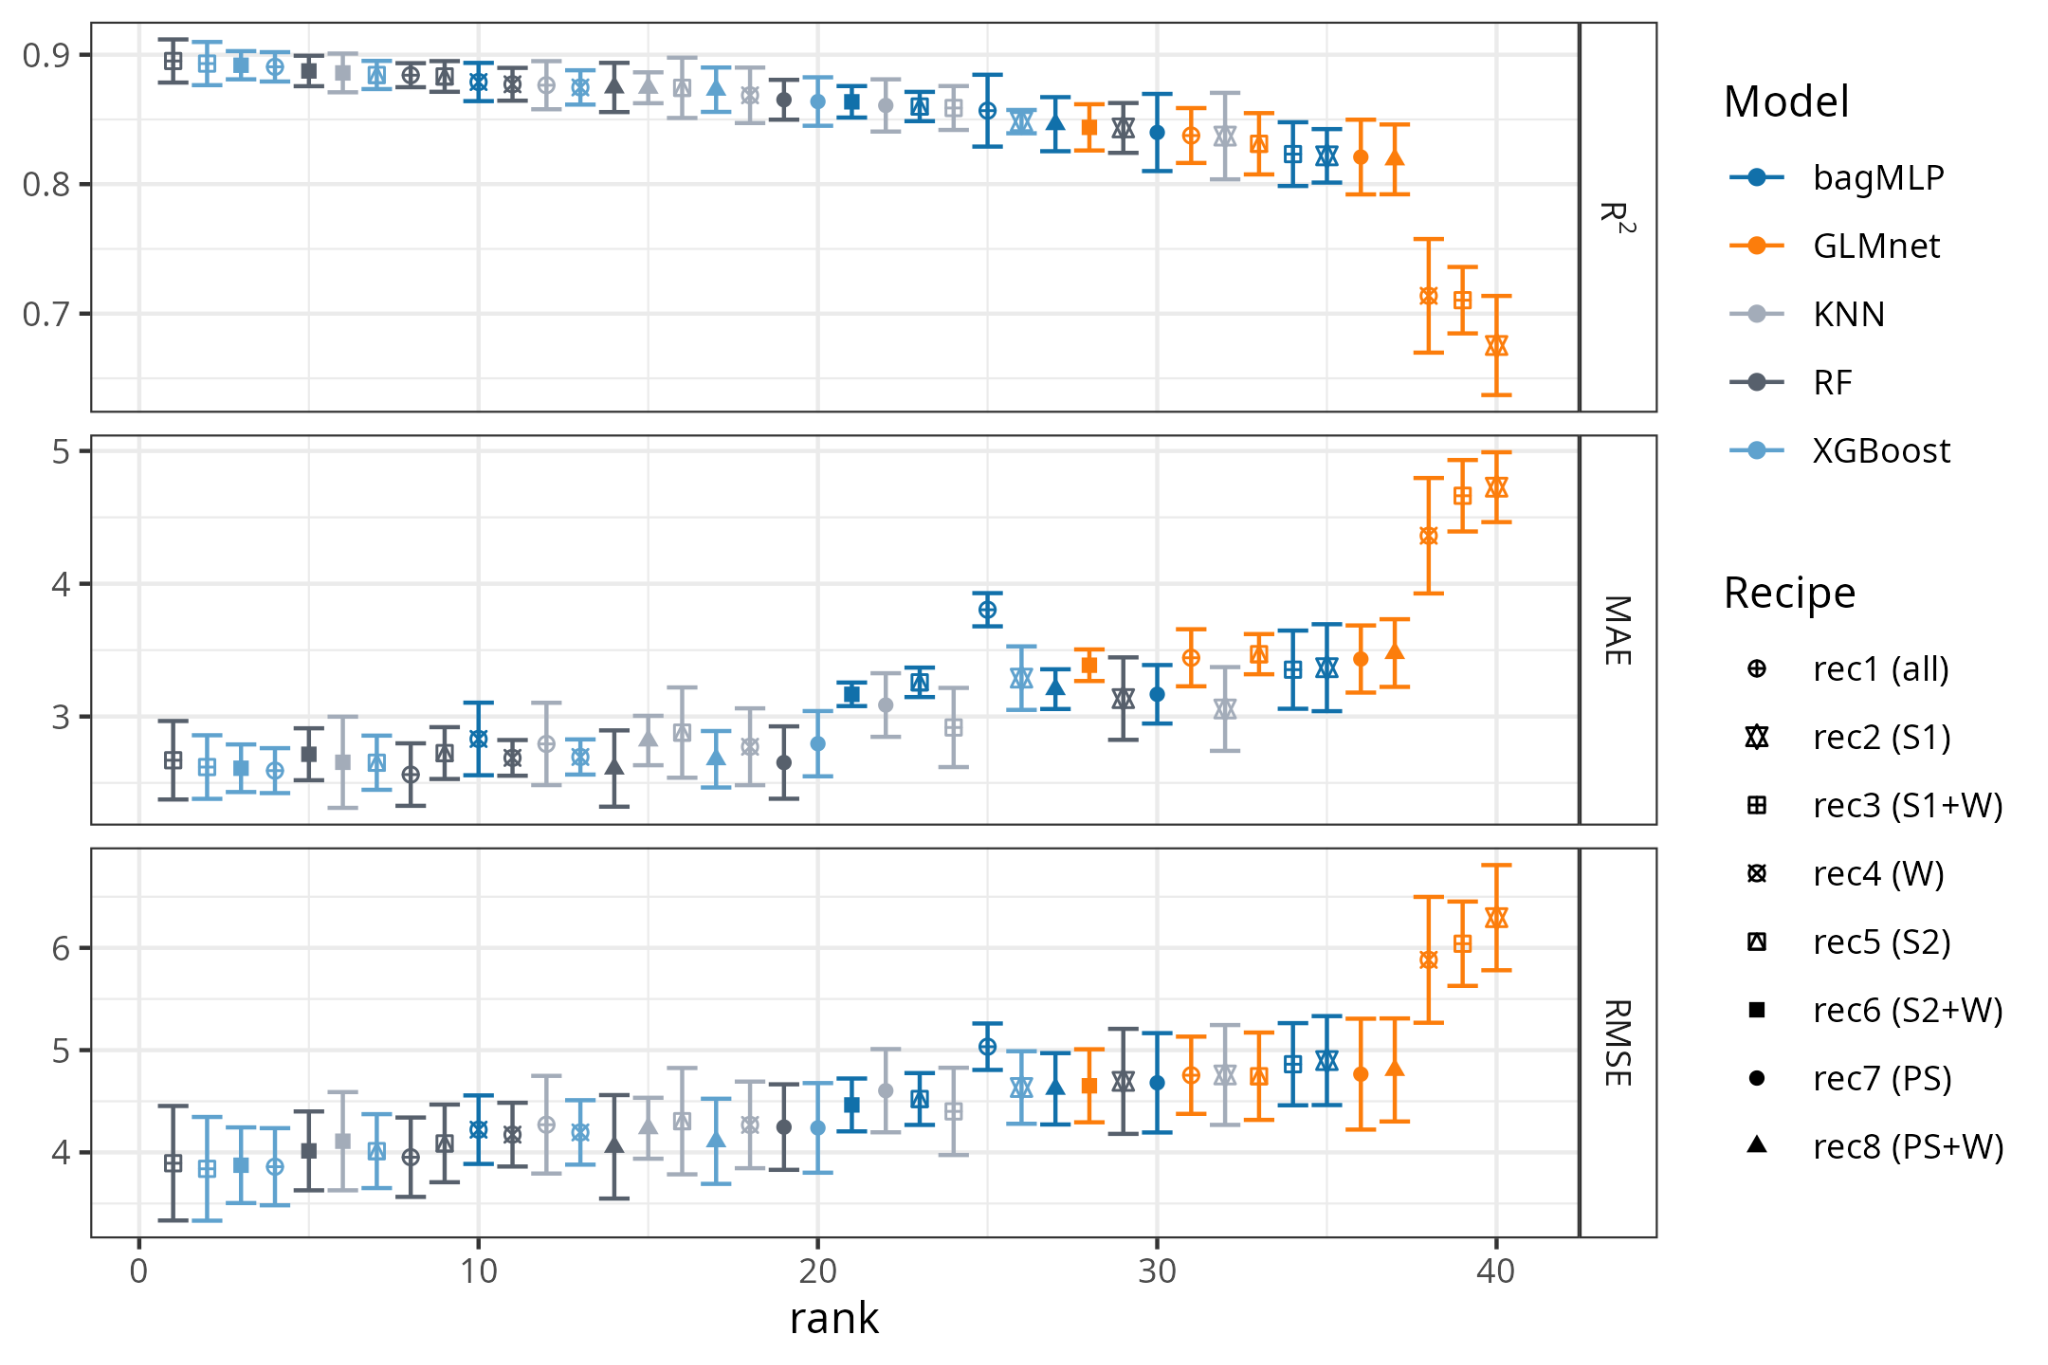 0.9
0.8
0.7
R²
5
4
3
MAE
6
5
4
RMSE
0 10 20 30 40
rank
Model
bagMLP
GLMnet
KNN
RF
XGBoost
Recipe
rec1 (all)
rec2 (S1)
rec3 (S1+W)
rec4 (W)
rec5 (S2)
rec6 (S2+W)
rec7 (PS)
rec8 (PS+W)